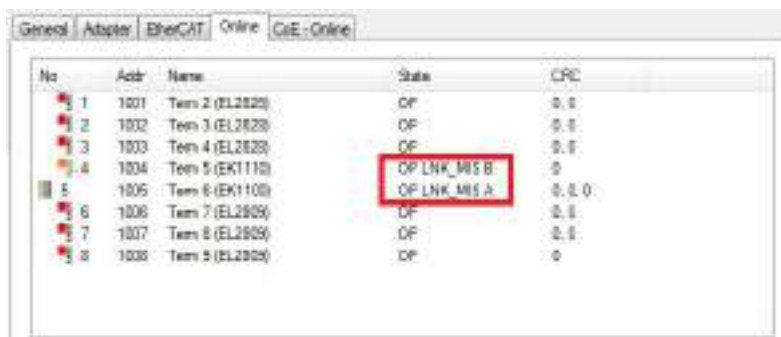 General Adapter EtherCAT Online CoE - Online
No Addr Name State CRC
1 1001 Term 2 (EL2828) OP 0, 0
2 1002 Term 3 (EL2828) OP 0, 0
3 1003 Term 4 (EL2828) OP 0, 0
4 1004 Term 5 (EK1110) OP LNK_MIS B 0
5 1005 Term 6 (EK1100) OP LNK_MIS A 0, 0, 0
6 1006 Term 7 (EL2809) OP 0, 0
7 1007 Term 8 (EL2809) OP 0, 0
8 1008 Term 9 (EL2809) OP 0